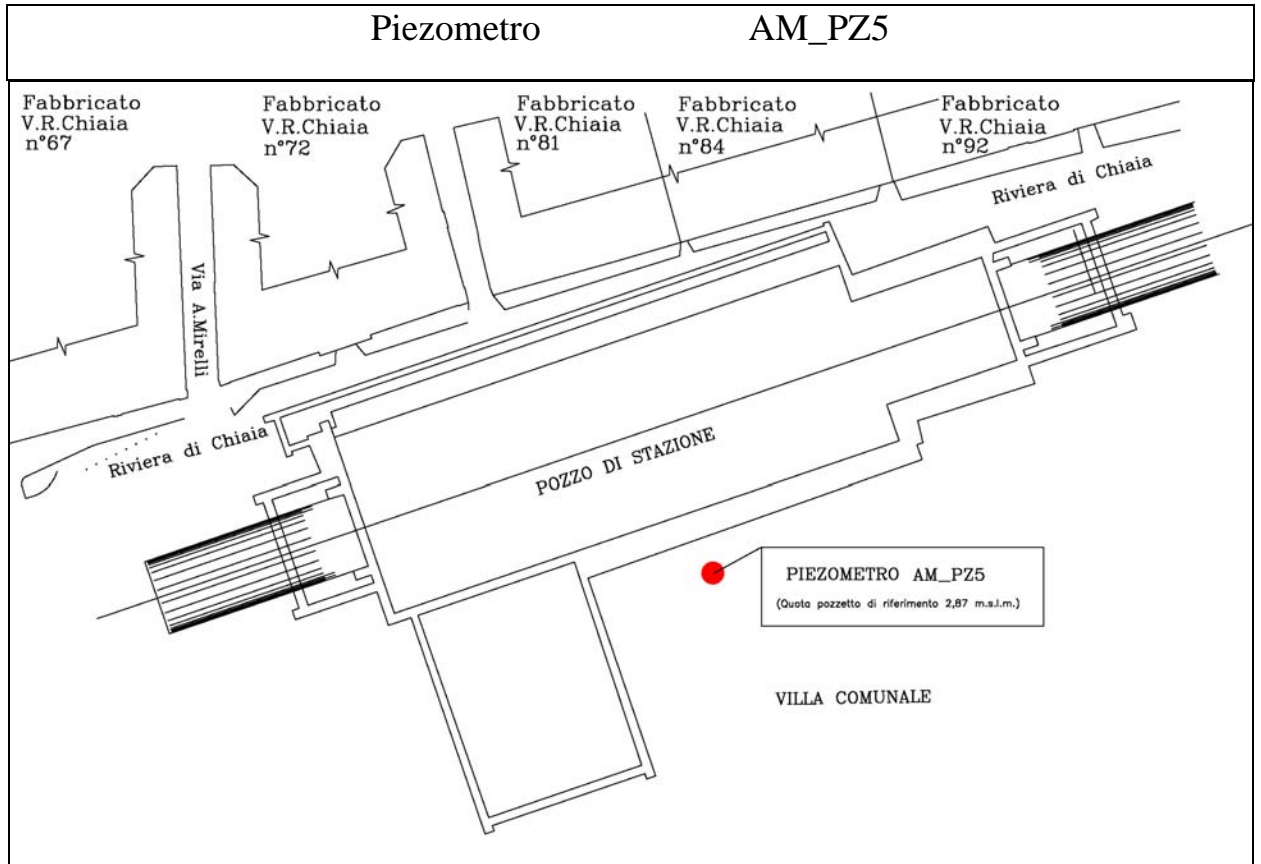 Piezometro AM_PZ5
Fabbricato
V.R.Chiaia
n°67
Fabbricato
V.R.Chiaia
n°72
Fabbricato
V.R.Chiaia
n°81
Fabbricato
V.R.Chiaia
n°84
Fabbricato
V.R.Chiaia
n°92
Riviera di Chiaia
Via A.Mirelli
Riviera di Chiaia
POZZO DI STAZIONE
PIEZOMETRO AM_PZ5
(Quota pozzetto di riferimento 2,87 m.s.l.m.)
VILLA COMUNALE